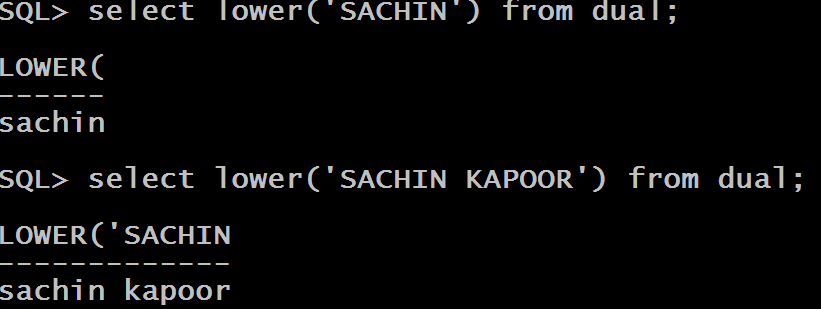 SQL> select lower('SACHIN') from dual;
LOWER(
------
sachin
SQL> select lower('SACHIN KAPOOR') from dual;
LOWER('SACHIN
-------------
sachin kapoor